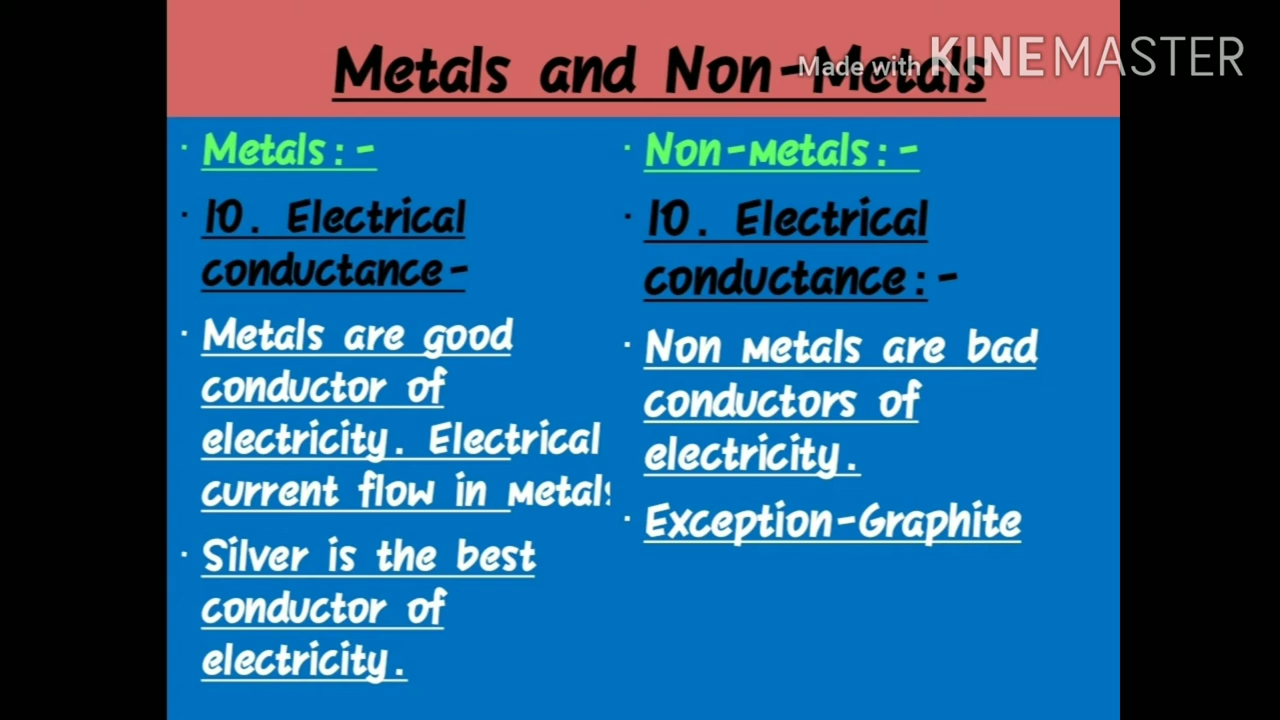 Metals and Non-Metals
Made with KINEMASTER
· Metals:-
· 10. Electrical
conductance-
· Metals are good
conductor of
electricity. Electrical
current flow in metals
· Silver is the best
conductor of
electricity.
· Non-metals:-
· 10. Electrical
conductance:-
· Non metals are bad
conductors of
electricity.
· Exception-Graphite